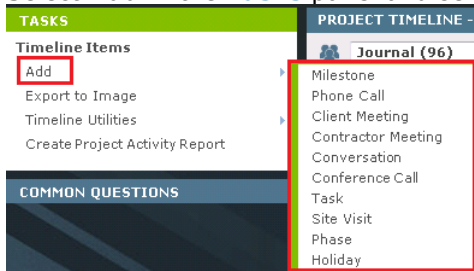 TASKS
Timeline Items
Add
Export to Image
Timeline Utilities
Create Project Activity Report
COMMON QUESTIONS
PROJECT TIMELINE -
Journal (96)
Milestone
Phone Call
Client Meeting
Contractor Meeting
Conversation
Conference Call
Task
Site Visit
Phase
Holiday